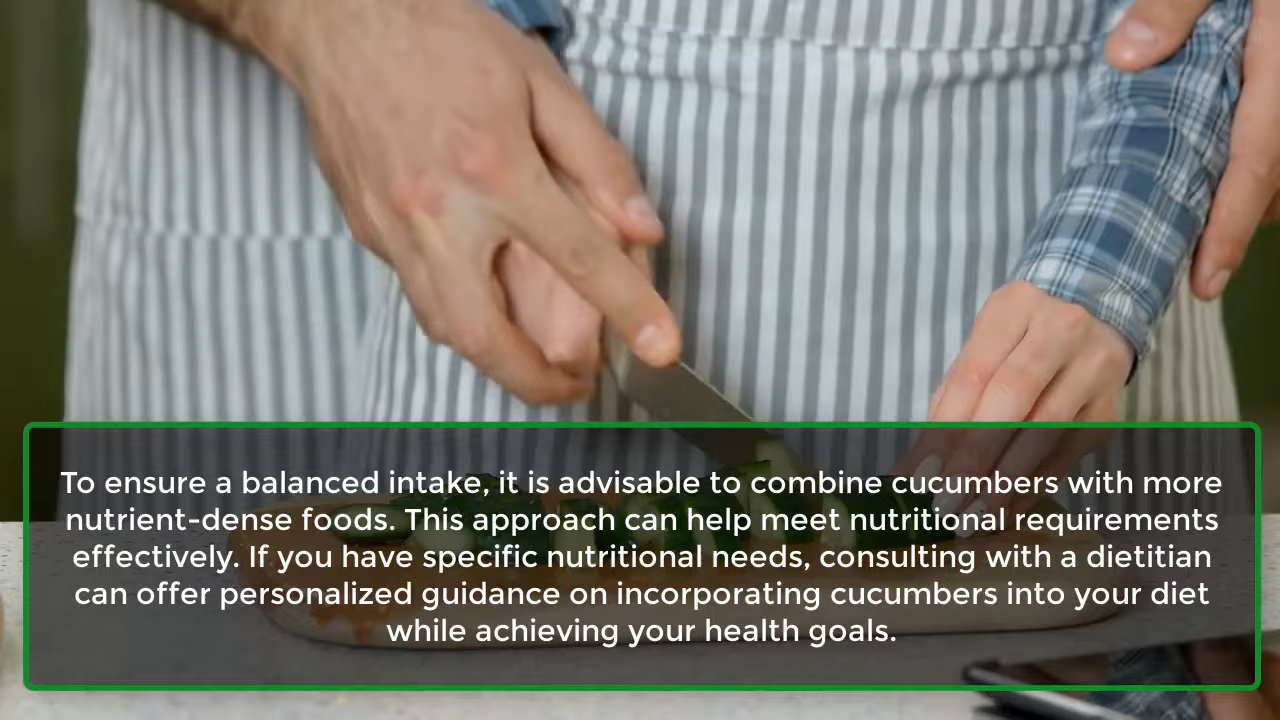 To ensure a balanced intake, it is advisable to combine cucumbers with more
nutrient-dense foods. This approach can help meet nutritional requirements
effectively. If you have specific nutritional needs, consulting with a dietitian
can offer personalized guidance on incorporating cucumbers into your diet
while achieving your health goals.